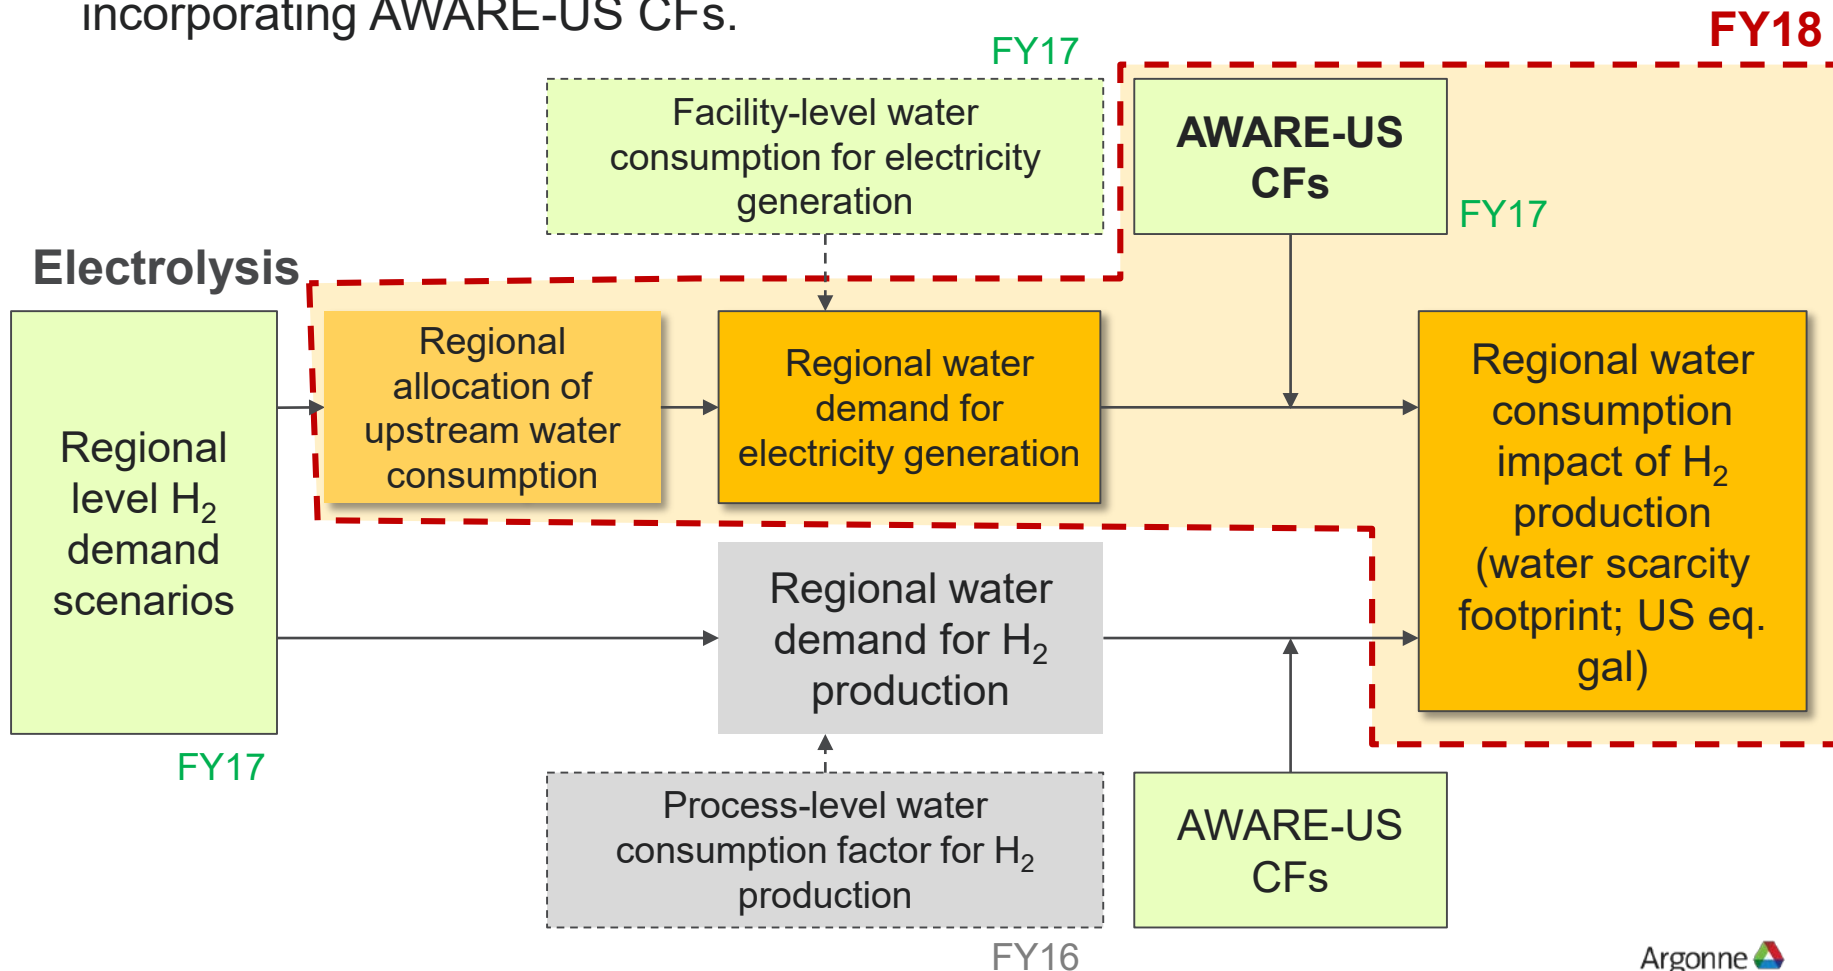 incorporating AWARE-US CFs.
FY18
FY17
Facility-level water
consumption for electricity
generation
AWARE-US
CFs
FY17
Electrolysis
Regional
level H₂
demand
scenarios
FY17
Regional
allocation of
upstream water
consumption
Regional water
demand for
electricity generation
Regional water
consumption
impact of H₂
production
(water scarcity
footprint; US eq.
gal)
Regional water
demand for H₂
production
Process-level water
consumption factor for H₂
production
FY16
AWARE-US
CFs
Argonne